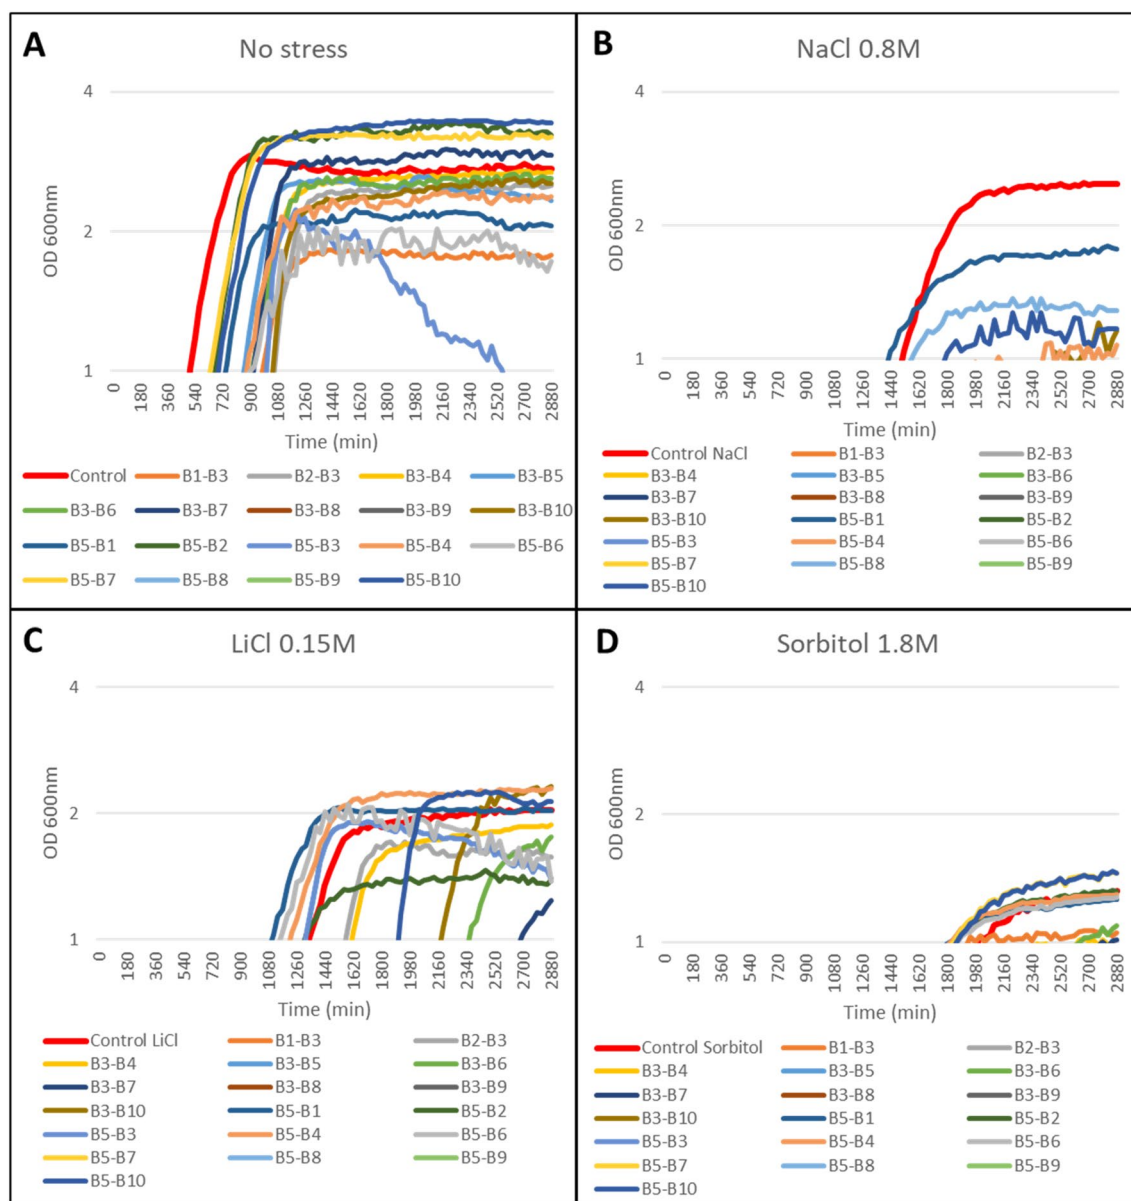 A
No stress
4
2
1
OD 600nm
0 180 360 540 720 900 1080 1260 1440 1620 1800 1980 2160 2340 2520 2700 2880
Time (min)
Control B1-B3 B2-B3 B3-B4 B3-B5
B3-B6 B3-B7 B3-B8 B3-B9 B3-B10
B5-B1 B5-B2 B5-B3 B5-B4 B5-B6
B5-B7 B5-B8 B5-B9 B5-B10
B
NaCl 0.8M
4
2
1
OD 600nm
0 180 360 540 720 900 1080 1260 1440 1620 1800 1980 2160 2340 2520 2700 2880
Time (min)
Control NaCl B1-B3 B2-B3
B3-B4 B3-B5 B3-B6
B3-B7 B3-B8 B3-B9
B3-B10 B5-B1 B5-B2
B5-B3 B5-B4 B5-B6
B5-B7 B5-B8 B5-B9
B5-B10
C
LiCl 0.15M
4
2
1
OD 600nm
0 180 360 540 720 900 1080 1260 1440 1620 1800 1980 2160 2340 2520 2700 2880
Time (min)
Control LiCl B1-B3 B2-B3
B3-B4 B3-B5 B3-B6
B3-B7 B3-B8 B3-B9
B3-B10 B5-B1 B5-B2
B5-B3 B5-B4 B5-B6
B5-B7 B5-B8 B5-B9
B5-B10
D
Sorbitol 1.8M
4
2
1
OD 600nm
0 180 360 540 720 900 1080 1260 1440 1620 1800 1980 2160 2340 2520 2700 2880
Time (min)
Control Sorbitol B1-B3 B2-B3
B3-B4 B3-B5 B3-B6
B3-B7 B3-B8 B3-B9
B3-B10 B5-B1 B5-B2
B5-B3 B5-B4 B5-B6
B5-B7 B5-B8 B5-B9
B5-B10